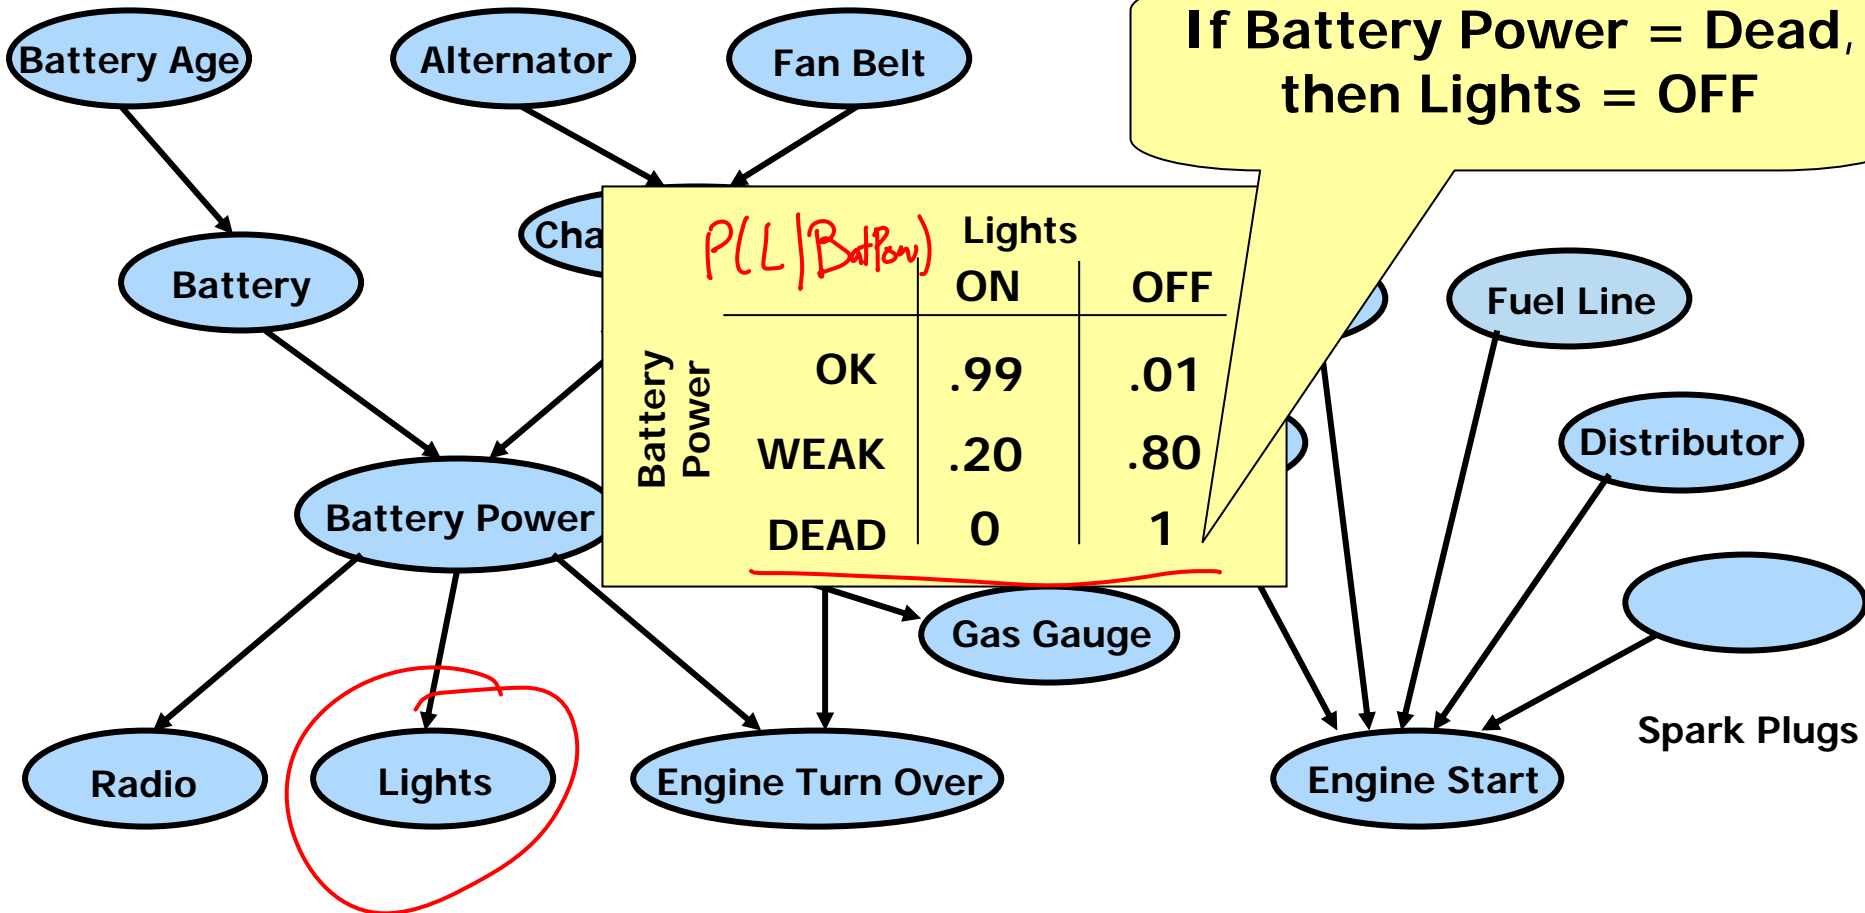 If Battery Power = Dead,
then Lights = OFF
Battery Age
Alternator
Fan Belt
Cha
P(L|BatPow)
Lights
ON OFF
Battery
Power
OK .99 .01
WEAK .20 .80
DEAD 0 1
Battery
Fuel Line
Distributor
Battery Power
Gas Gauge
Spark Plugs
Radio
Lights
Engine Turn Over
Engine Start